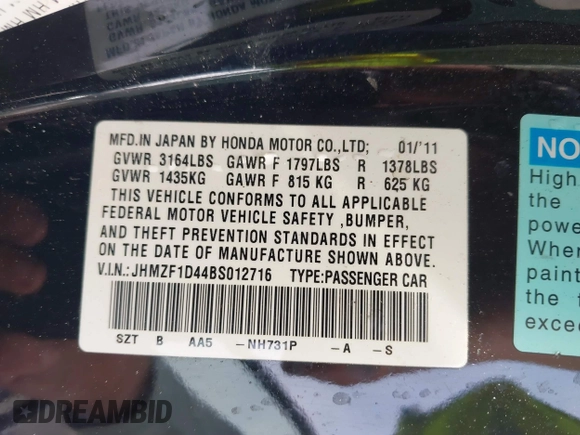 MFD.IN JAPAN BY HONDA MOTOR CO.,LTD; 01/'11
GVWR 3164LBS GAWR F 1797LBS R 1378LBS
GVWR 1435KG GAWR F 815 KG R 625 KG
THIS VEHICLE CONFORMS TO ALL APPLICABLE
FEDERAL MOTOR VEHICLE SAFETY ,BUMPER,
AND THEFT PREVENTION STANDARDS IN EFFECT
ON THE DATE OF MANUFACTURE SHOWN ABOVE.
V.I.N.: JHMZF1D44BS012716 TYPE:PASSENGER CAR
SZT B AA5 -NH731P -A -S
NO
High
the
powe
When
paint
the f
excee
DREAMBID